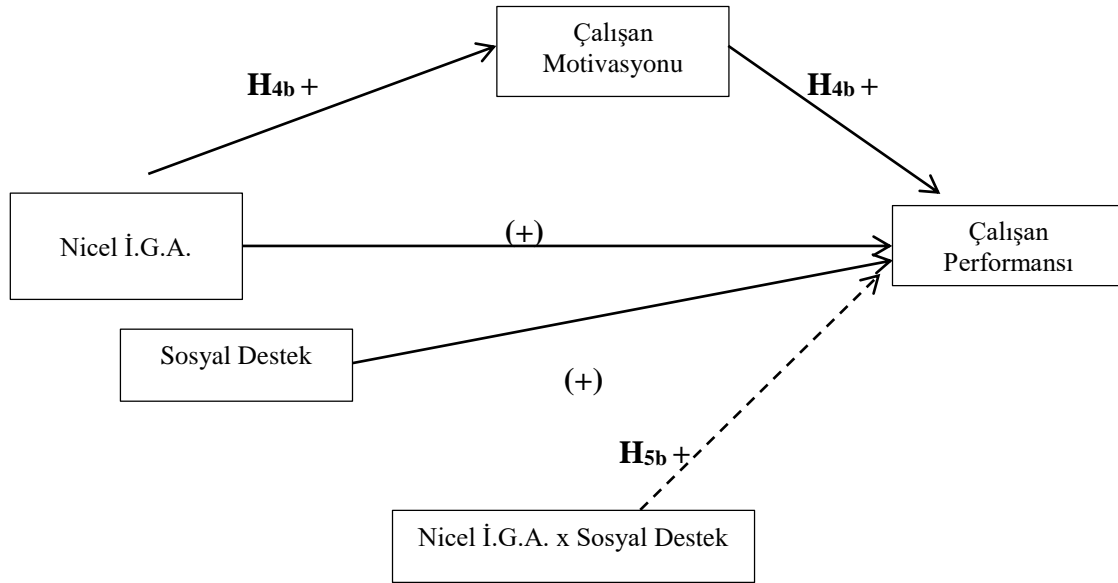 Çalışan
Motivasyonu
H4b +
H4b +
Nicel İ.G.A.
(+)
Çalışan
Performansı
Sosyal Destek
(+)
H5b +
Nicel İ.G.A. x Sosyal Destek